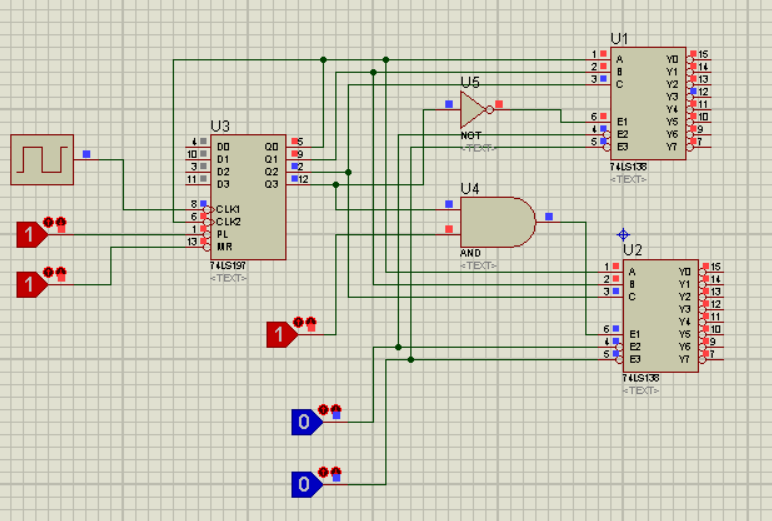 U1
1 A Y0 15
2 B Y1 14
3 C Y2 13
Y3 12
Y4 11
6 E1 Y5 10
4 E2 Y6 9
5 E3 Y7 7
74LS138
<TEXT>
U5
NOT
<TEXT>
U3
4 D0 Q0 5
10 D1 Q1 9
3 D2 Q2 2
11 D3 Q3 12
8 CLK1
6 CLK2
1 PL
13 MR
74LS197
<TEXT>
1
1
U4
AND
<TEXT>
U2
1 A Y0 15
2 B Y1 14
3 C Y2 13
Y3 12
Y4 11
6 E1 Y5 10
4 E2 Y6 9
5 E3 Y7 7
74LS138
<TEXT>
1
0
0